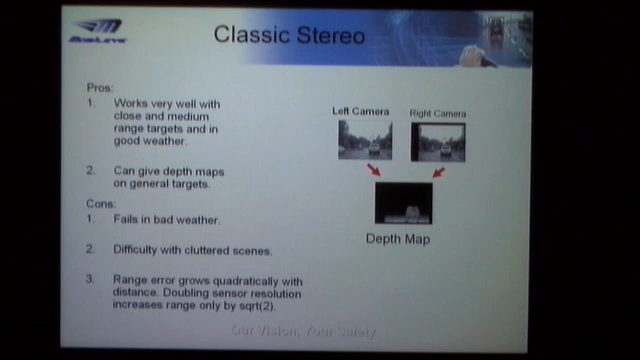 MOBILEYE
Classic Stereo
Pros:
1. Works very well with
close and medium
range targets and in
good weather.
2. Can give depth maps
on general targets.
Cons:
1. Fails in bad weather.
2. Difficulty with cluttered scenes.
3. Range error grows quadratically with
distance. Doubling sensor resolution
increases range only by sqrt(2).
Left Camera
Right Camera
Depth Map
Our Vision, Your Safety